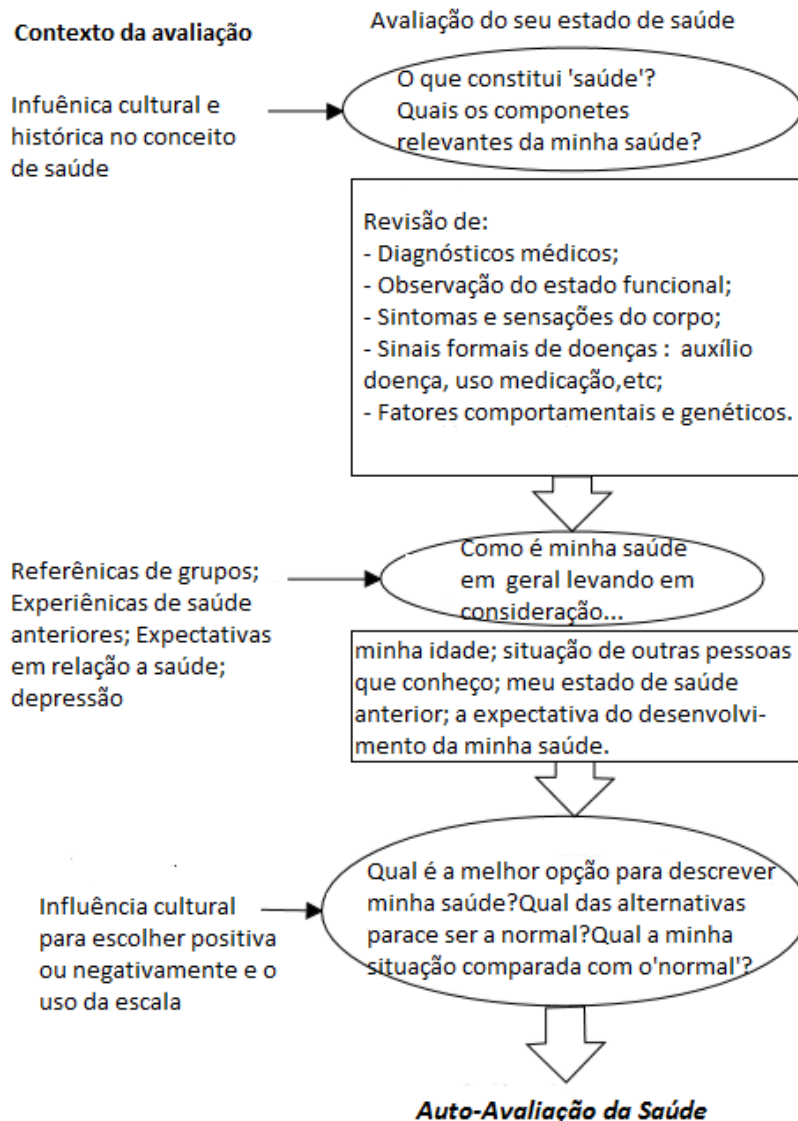 Contexto da avaliação
Avaliação do seu estado de saúde
O que constitui 'saúde'?
Quais os componetes
relevantes da minha saúde?
Infuênica cultural e
histórica no conceito
de saúde
Revisão de:
- Diagnósticos médicos;
- Observação do estado funcional;
- Sintomas e sensações do corpo;
- Sinais formais de doenças : auxílio
doença, uso medicação,etc;
- Fatores comportamentais e genéticos.
Como é minha saúde
em geral levando em
consideração...
Referênicas de grupos;
Experiênicas de saúde
anteriores; Expectativas
em relação a saúde;
depressão
minha idade; situação de outras pessoas
que conheço; meu estado de saúde
anterior; a expectativa do desenvolvi-
mento da minha saúde.
Qual é a melhor opção para descrever
minha saúde?Qual das alternativas
parace ser a normal?Qual a minha
situação comparada com o'normal'?
Influência cultural
para escolher positiva
ou negativamente e o
uso da escala
Auto-Avaliação da Saúde